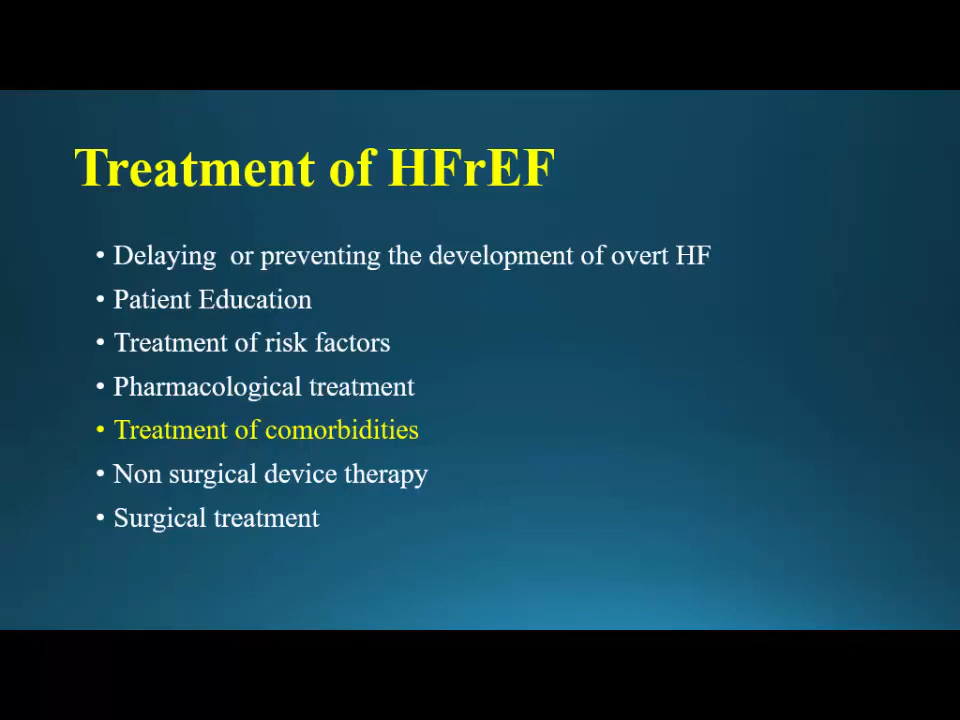 Treatment of HFrEF
• Delaying  or preventing the development of overt HF
• Patient Education
• Treatment of risk factors
• Pharmacological treatment
• Treatment of comorbidities
• Non surgical device therapy
• Surgical treatment